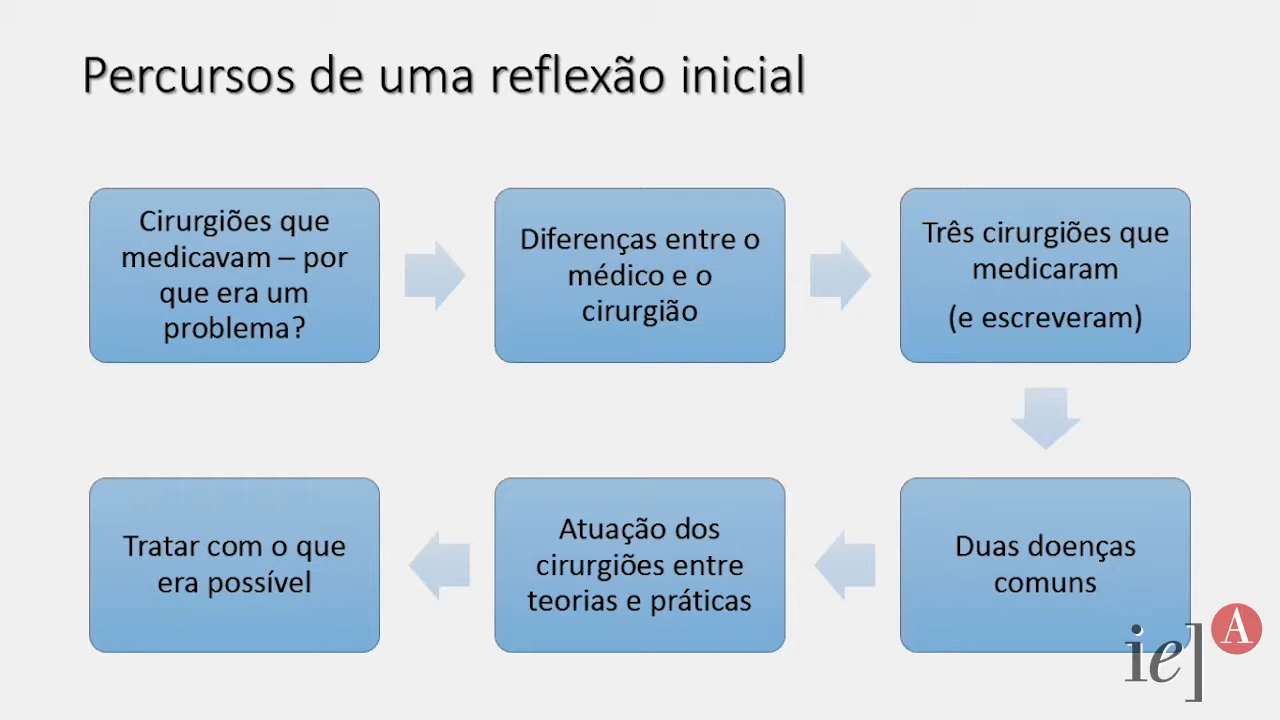 Percursos de uma reflexão inicial
Cirurgiões que
medicavam – por
que era um
problema?
Diferenças entre o
médico e o
cirurgião
Três cirurgiões que
medicaram
(e escreveram)
Duas doenças
comuns
Atuação dos
cirurgiões entre
teorias e práticas
Tratar com o que
era possível
ie] A